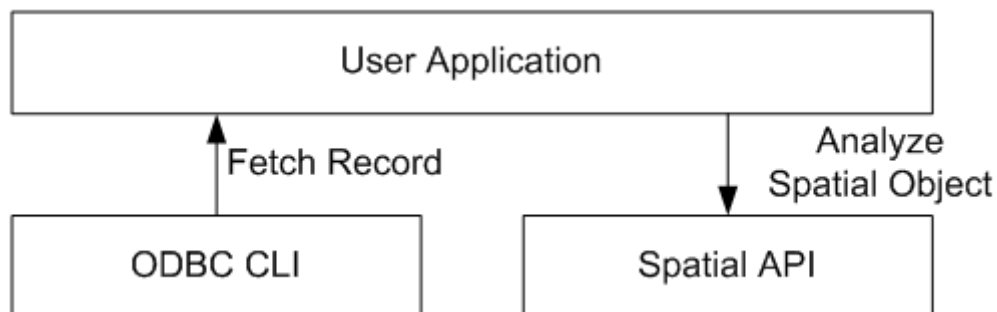 User Application
Fetch Record
Analyze
Spatial Object
ODBC CLI
Spatial API